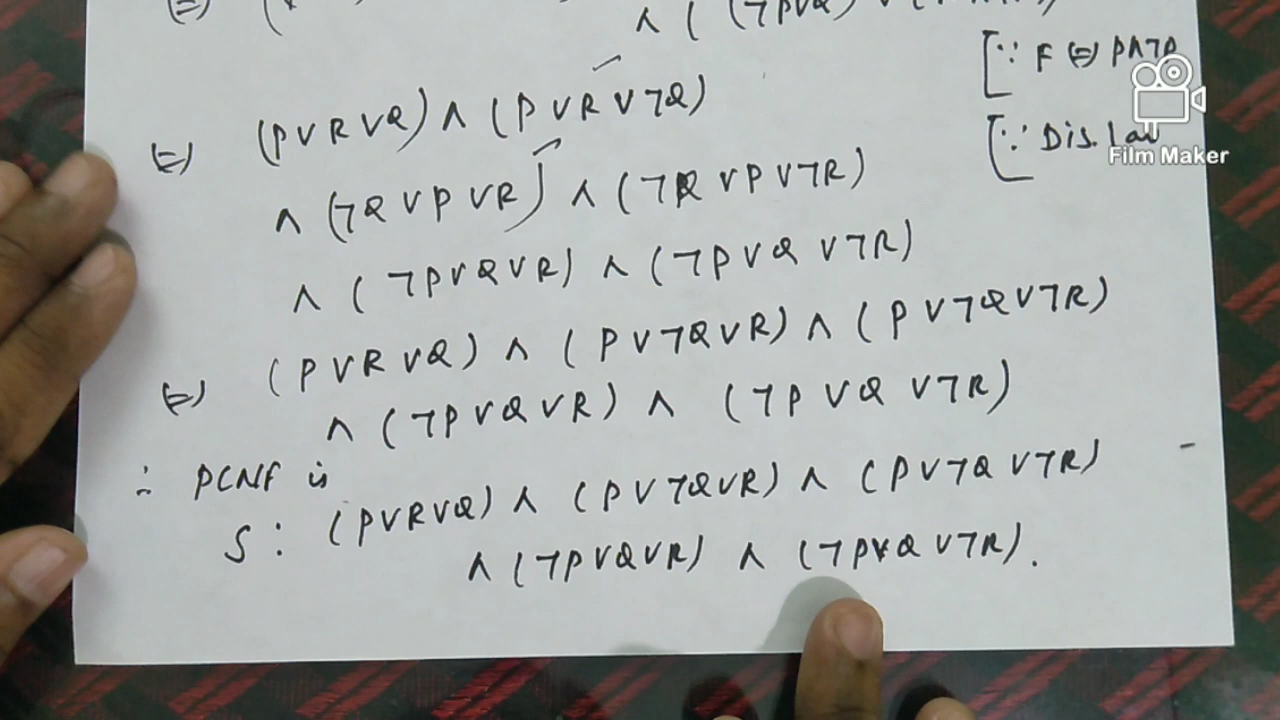 (⇔) (
∧ ( (¬P∨Q)
[∵ F (⇔) P∧¬P
(⇔) (P∨R∨Q) ∧ (P∨R∨¬Q)
[∵ Dis. Law
Film Maker
∧ (¬Q∨P∨R) ∧ (¬Q∨P∨¬R)
∧ (¬P∨Q∨R) ∧ (¬P∨Q∨¬R)
(⇔) (P∨R∨Q) ∧ (P∨¬Q∨R) ∧ (P∨¬Q∨¬R)
∧ (¬P∨Q∨R) ∧ (¬P∨Q∨¬R)
∴ PCNF is
S : (P∨R∨Q) ∧ (P∨¬Q∨R) ∧ (P∨¬Q∨¬R)
∧ (¬P∨Q∨R) ∧ (¬P∨Q∨¬R).